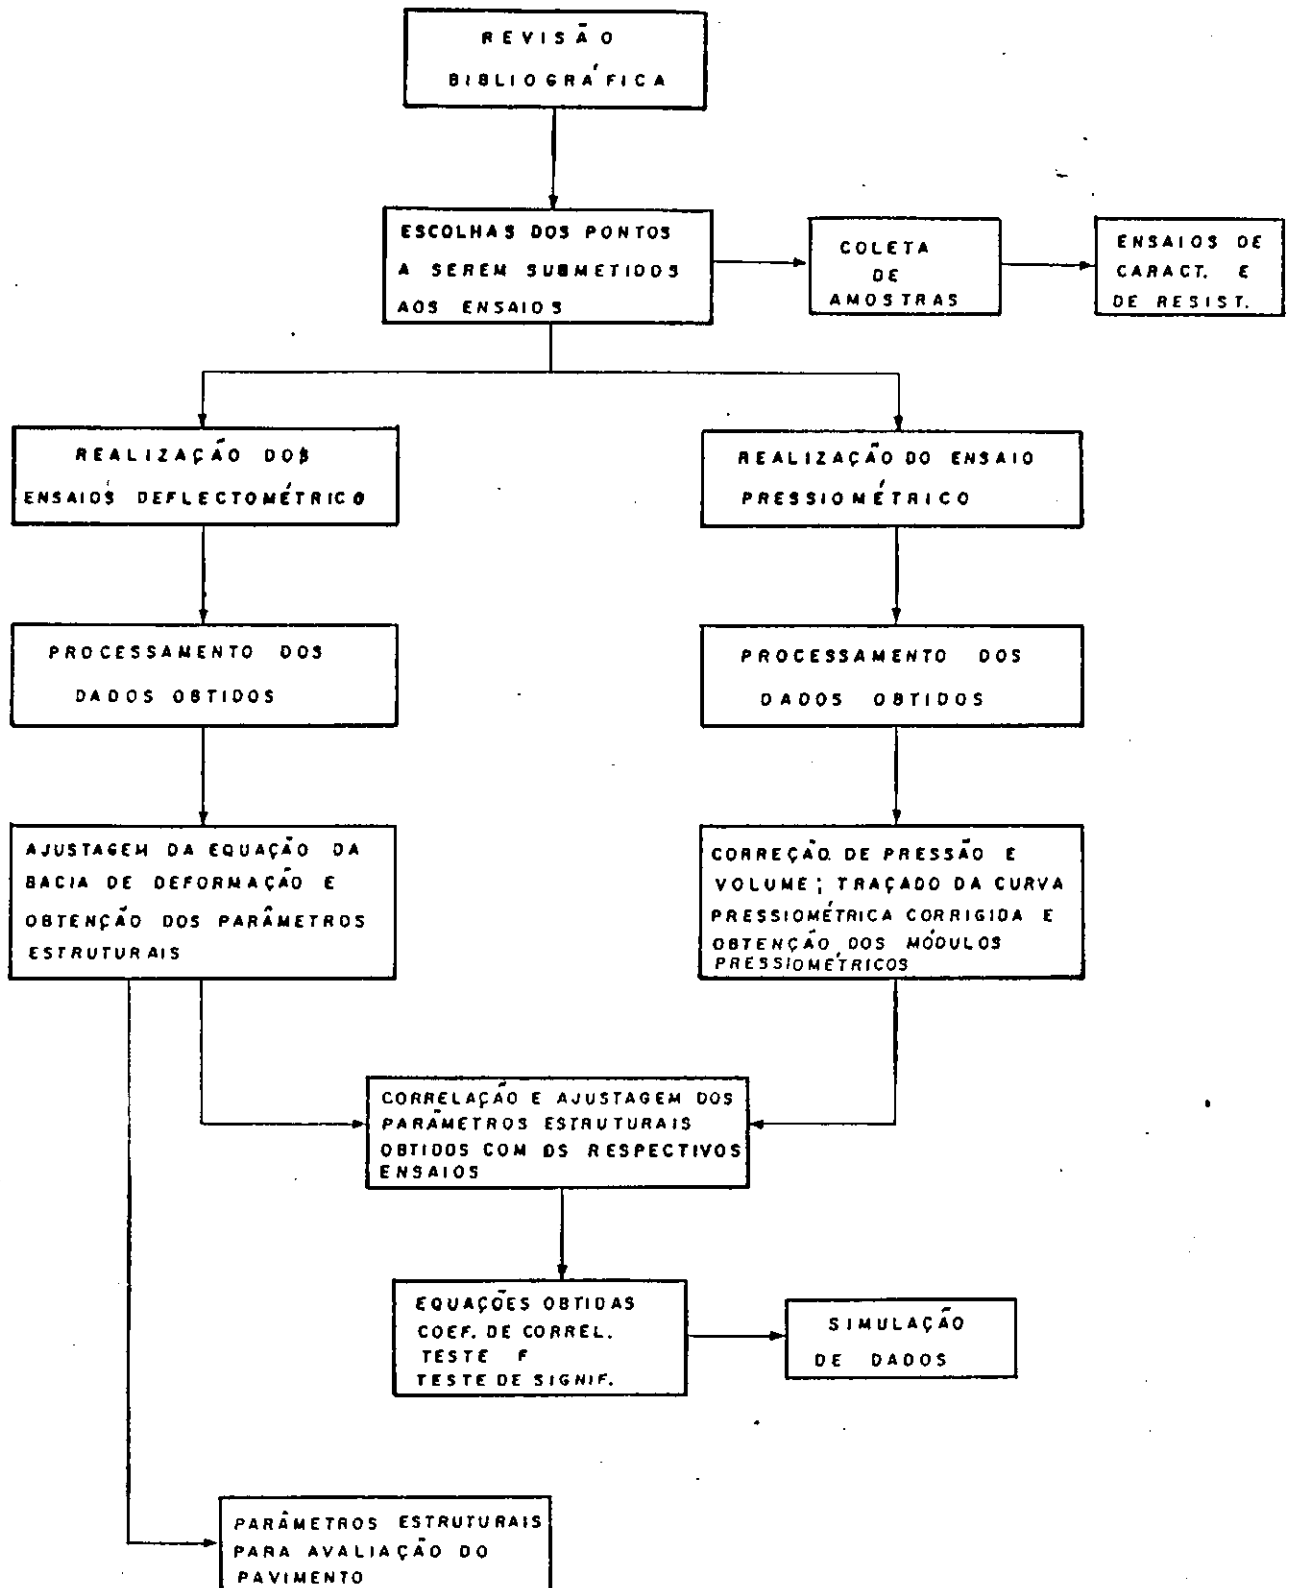 REVISÃO
BIBLIOGRÁFICA
ESCOLHAS DOS PONTOS
A SEREM SUBMETIDOS
AOS ENSAIOS
COLETA
DE
AMOSTRAS
ENSAIOS DE
CARACT. E
DE RESIST.
REALIZAÇÃO DOS
ENSAIOS DEFLECTOMÉTRICO
REALIZAÇÃO DO ENSAIO
PRESSIOMÉTRICO
PROCESSAMENTO DOS
DADOS OBTIDOS
PROCESSAMENTO DOS
DADOS OBTIDOS
AJUSTAGEM DA EQUAÇÃO DA
BACIA DE DEFORMAÇÃO E
OBTENÇÃO DOS PARÂMETROS
ESTRUTURAIS
CORREÇÃO DE PRESSÃO E
VOLUME; TRAÇADO DA CURVA
PRESSIOMÉTRICA CORRIGIDA E
OBTENÇÃO DOS MÓDULOS
PRESSIOMÉTRICOS
CORRELAÇÃO E AJUSTAGEM DOS
PARÂMETROS ESTRUTURAIS
OBTIDOS COM OS RESPECTIVOS
ENSAIOS
EQUAÇÕES OBTIDAS
COEF. DE CORREL.
TESTE F
TESTE DE SIGNIF.
SIMULAÇÃO
DE DADOS
PARÂMETROS ESTRUTURAIS
PARA AVALIAÇÃO DO
PAVIMENTO